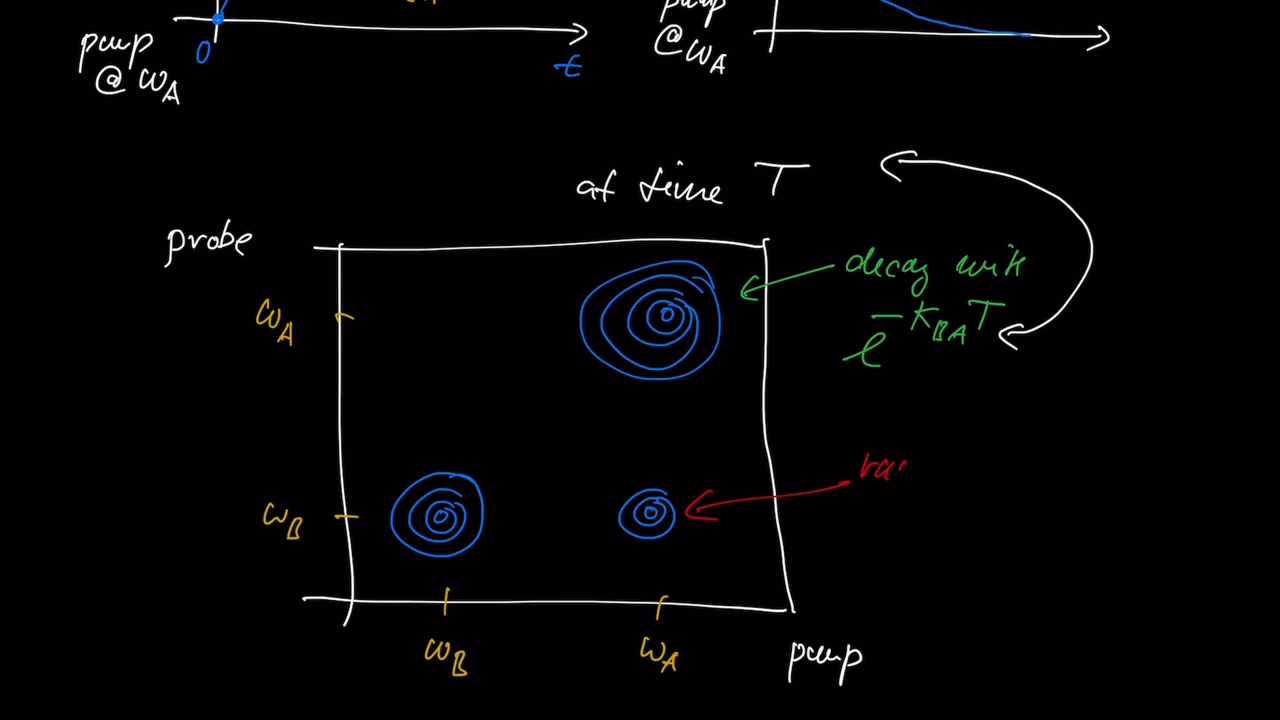 pump
@ωA
0
t
pump
@ωA
at time T
probe
decay with
e^-kBAT
ωA
ωB
ωB
ωA
pump